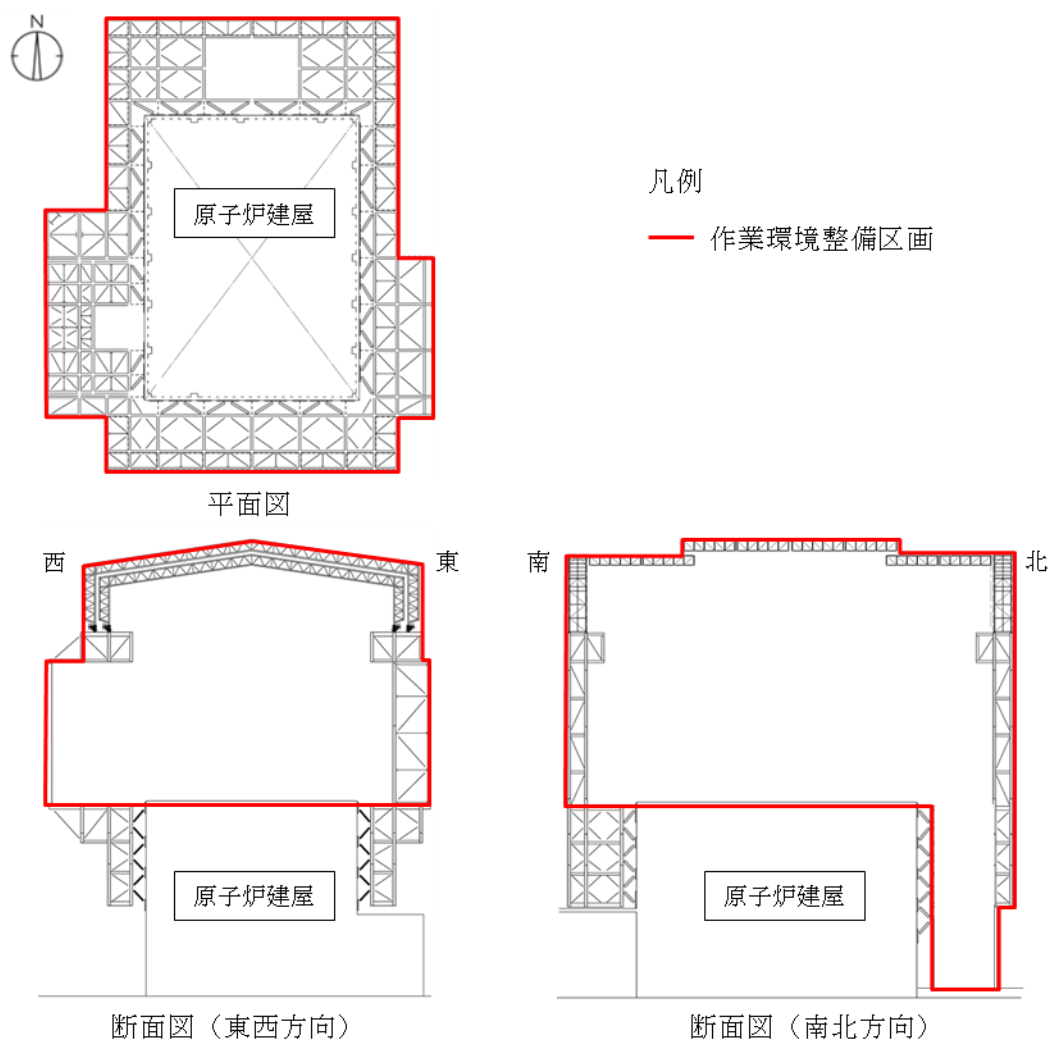 N
原子炉建屋
凡例
作業環境整備区画
平面図
西
東
南
北
原子炉建屋
原子炉建屋
断面図（東西方向）
断面図（南北方向）